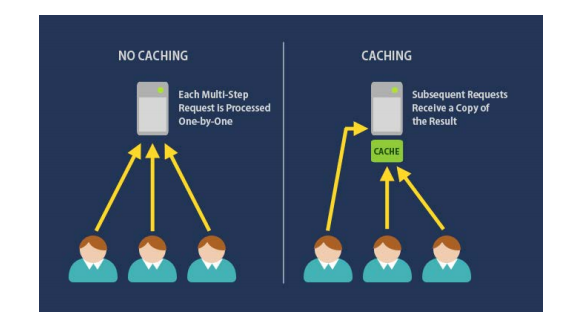 NO CACHING
Each Multi-Step
Request Is Processed
One-by-One
CACHING
Subsequent Requests
Receive a Copy of
the Result
CACHE